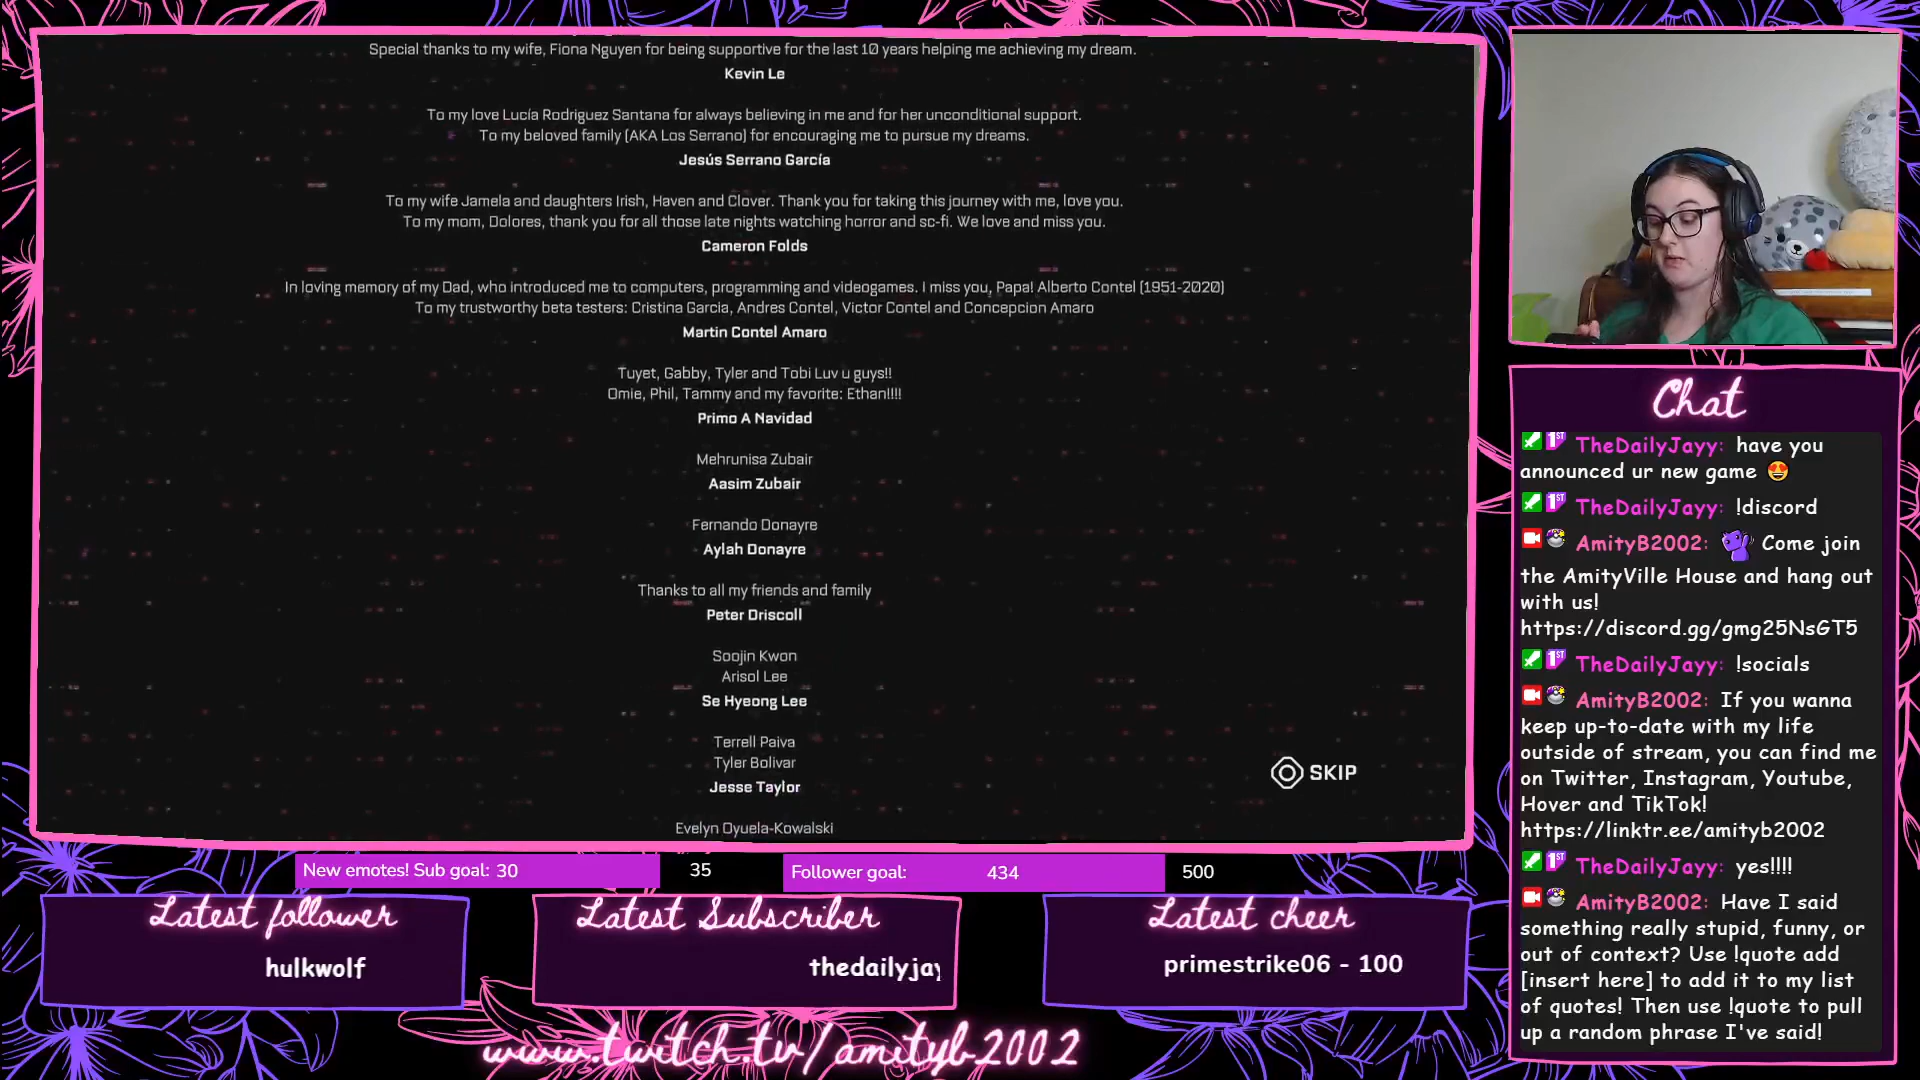 Special thanks to my wife, Fiona Nguyen for being supportive for the last 10 years helping me achieving my dream.
Kevin Le
To my love Lucía Rodriguez Santana for always believing in me and for her unconditional support.
To my beloved family (AKA Los Serrano) for encouraging me to pursue my dreams.
Jesús Serrano García
To my wife Jamela and daughters Irish, Haven and Clover. Thank you for taking this journey with me, love you.
To my mom, Dolores, thank you for all those late nights watching horror and sc-fi. We love and miss you.
Cameron Folds
In loving memory of my Dad, who introduced me to computers, programming and videogames. I miss you, Papa! Alberto Contel (1951-2020)
To my trustworthy beta testers: Cristina Garcia, Andres Contel, Victor Contel and Concepcion Amaro
Martin Contel Amaro
Tuyet, Gabby, Tyler and Tobi Luv u guys!!
Omie, Phil, Tammy and my favorite: Ethan!!!!
Primo A Navidad
Mehrunisa Zubair
Aasim Zubair
Fernando Donayre
Aylah Donayre
Thanks to all my friends and family
Peter Driscoll
Soojin Kwon
Arisol Lee
Se Hyeong Lee
Terrell Paiva
Tyler Bolivar
Jesse Taylor
Evelyn Oyuela-Kowalski
SKIP
New emotes! Sub goal: 30
35
Follower goal: 434
500
Latest follower
hulkwolf
Latest Subscriber
thedailyjay
Latest cheer
primestrike06 - 100
www.twitch.tv/amityb2002
Chat
TheDailyJayy: have you
announced ur new game
TheDailyJayy: !discord
AmityB2002: Come join
the AmityVille House and hang out
with us!
https://discord.gg/gmg25NsGT5
TheDailyJayy: !socials
AmityB2002: If you wanna
keep up-to-date with my life
outside of stream, you can find me
on Twitter, Instagram, Youtube,
Hover and TikTok!
https://linktr.ee/amityb2002
TheDailyJayy: yes!!!!
AmityB2002: Have I said
something really stupid, funny, or
out of context? Use !quote add
[insert here] to add it to my list
of quotes! Then use !quote to pull
up a random phrase I've said!